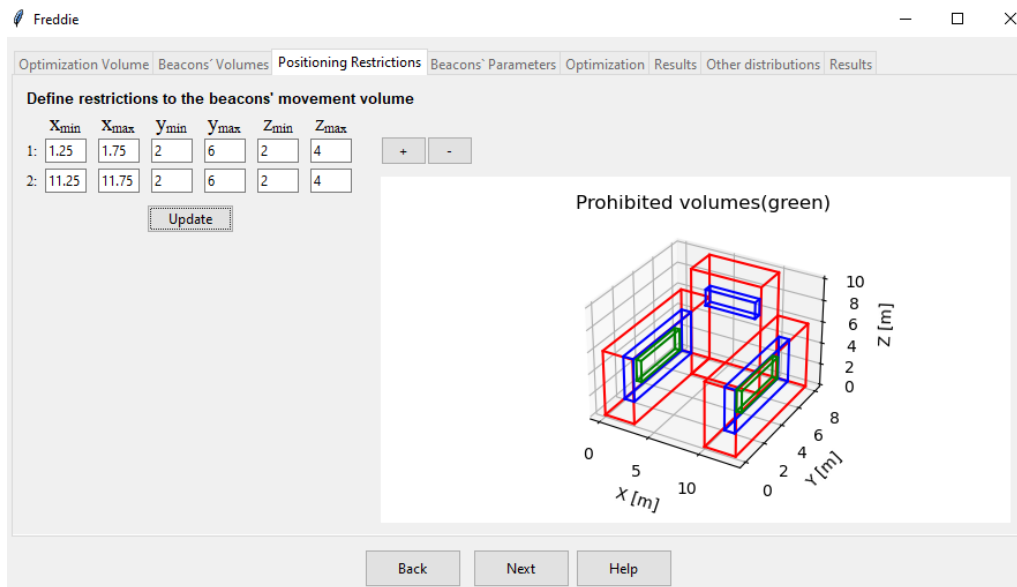 Freddie
Optimization Volume Beacons´ Volumes Positioning Restrictions Beacons` Parameters Optimization Results Other distributions Results
Define restrictions to the beacons' movement volume
xmin xmax ymin ymax zmin zmax
1: 1.25 1.75 2 6 2 4 + -
2: 11.25 11.75 2 6 2 4
Update
Prohibited volumes(green)
10
8
6
4
2
0
Z [m]
0
5
10
X [m]
0
2
4
6
8
Y [m]
Back Next Help